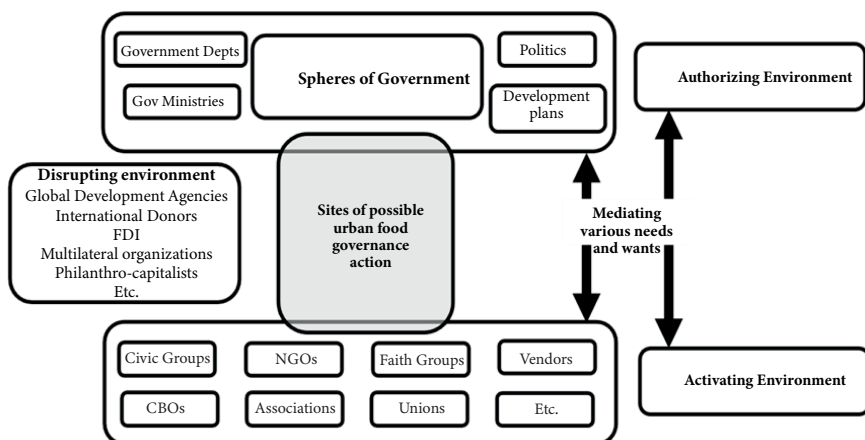 Government Depts
Gov Ministries
Spheres of Government
Politics
Development
plans
Authorizing Environment
Disrupting environment
Global Development Agencies
International Donors
FDI
Multilateral organizations
Philanthro-capitalists
Etc.
Sites of possible
urban food
governance
action
Mediating
various needs
and wants
Civic Groups
NGOs
Faith Groups
Vendors
CBOs
Associations
Unions
Etc.
Activating Environment